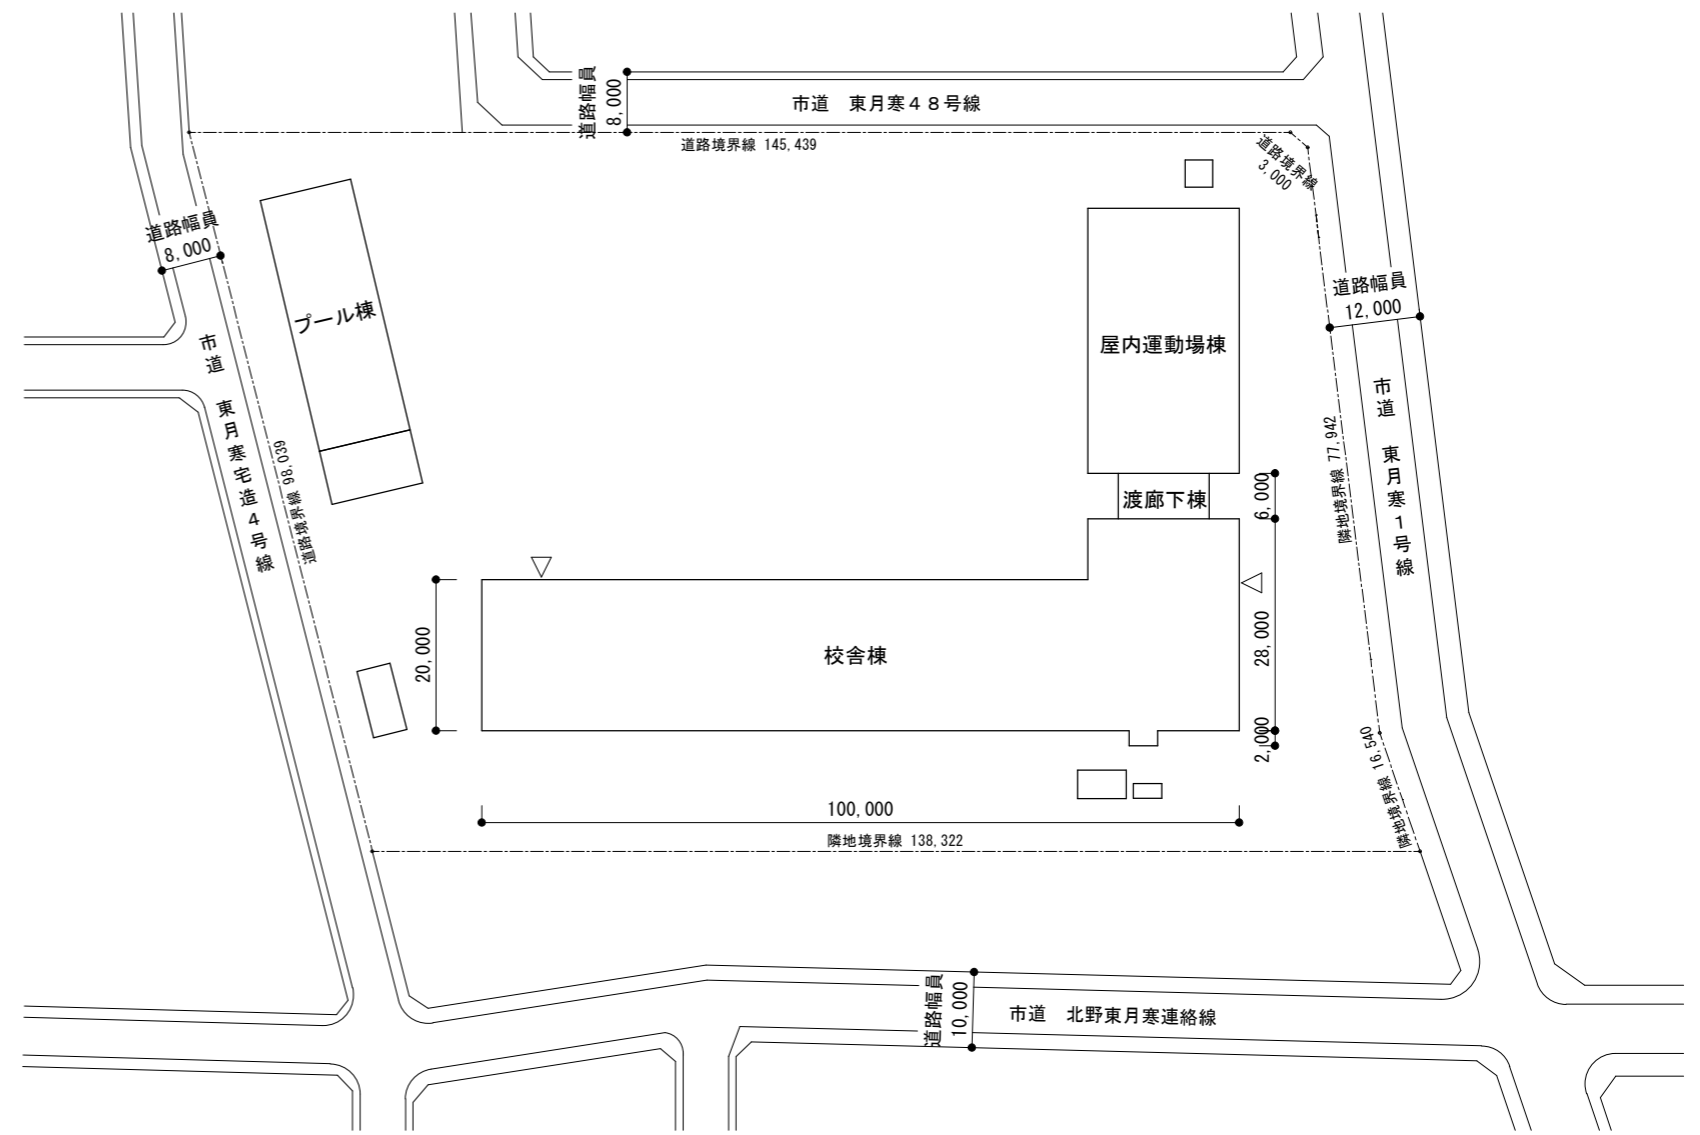 道路幅員
8,000
市道　東月寒４８号線
道路境界線 145,439
道路境界線
3,000
道路幅員
8,000
プール棟
市道　東月寒宅造４号線
道路境界線 98,039
屋内運動場棟
道路幅員
12,000
市道　東月寒１号線
隣地境界線 77,942
渡廊下棟
6,000
校舎棟
20,000
28,000
2,000
隣地境界線 16,540
100,000
隣地境界線 138,322
道路幅員
10,000
市道　北野東月寒連絡線